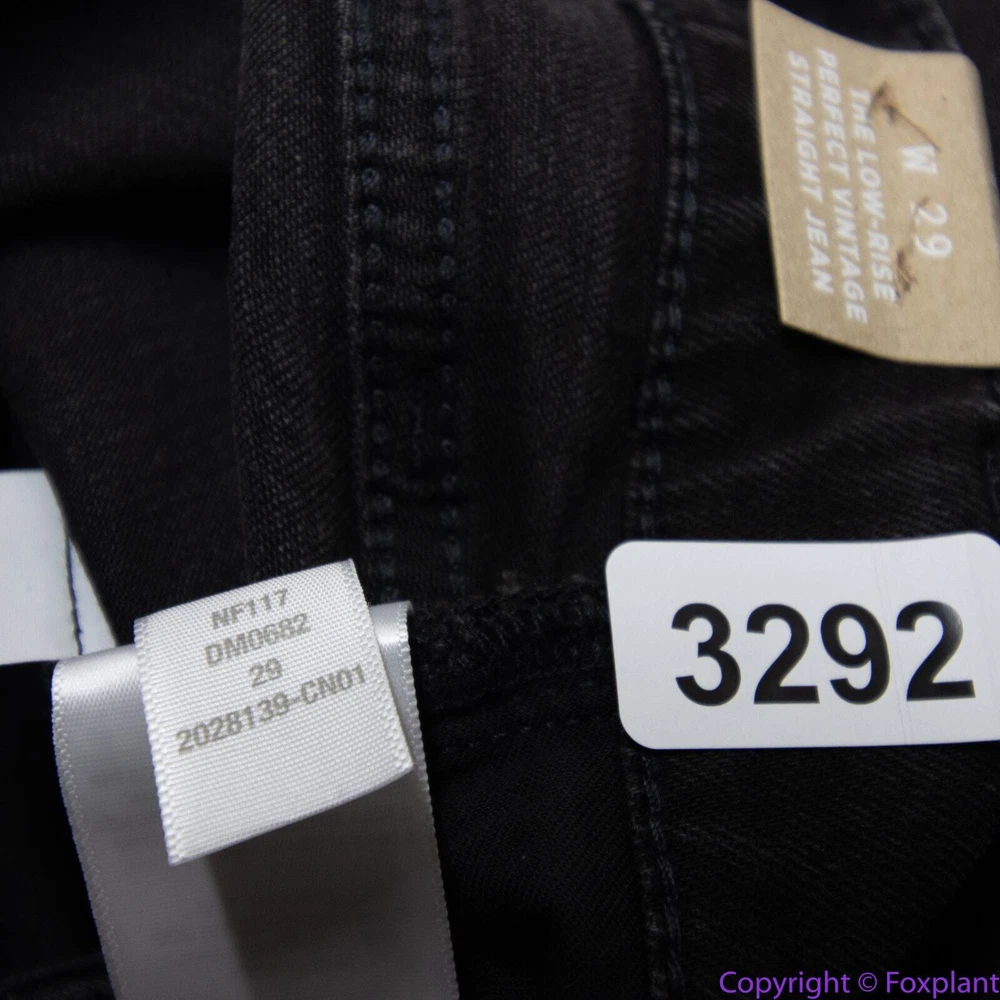 W 29
THE LOW-RISE
PERFECT VINTAGE
STRAIGHT JEAN
NF117
DM0682
29
2028139-CN01
3292
Copyright © Foxplant